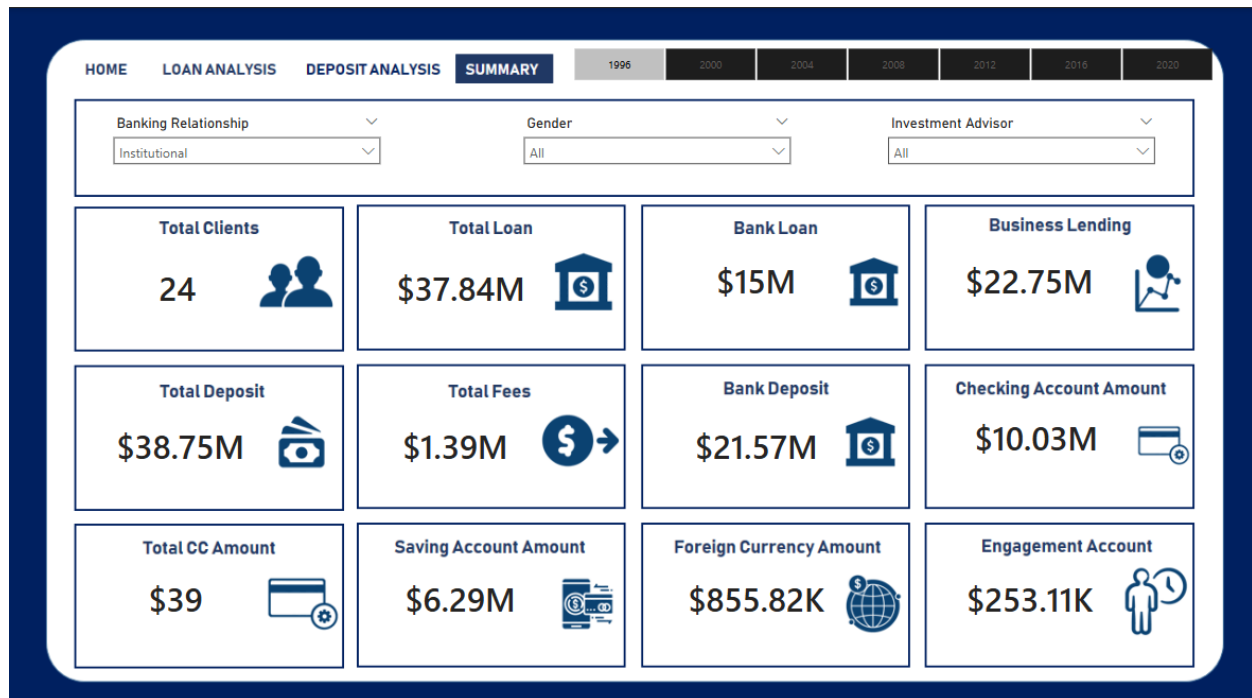 HOME LOAN ANALYSIS DEPOSIT ANALYSIS SUMMARY 1996 2000 2004 2008 2012 2016 2020
Banking Relationship Gender Investment Advisor
Institutional All All
Total Clients Total Loan Bank Loan Business Lending
24 $37.84M $15M $22.75M
Total Deposit Total Fees Bank Deposit Checking Account Amount
$38.75M $1.39M $21.57M $10.03M
Total CC Amount Saving Account Amount Foreign Currency Amount Engagement Account
$39 $6.29M $855.82K $253.11K